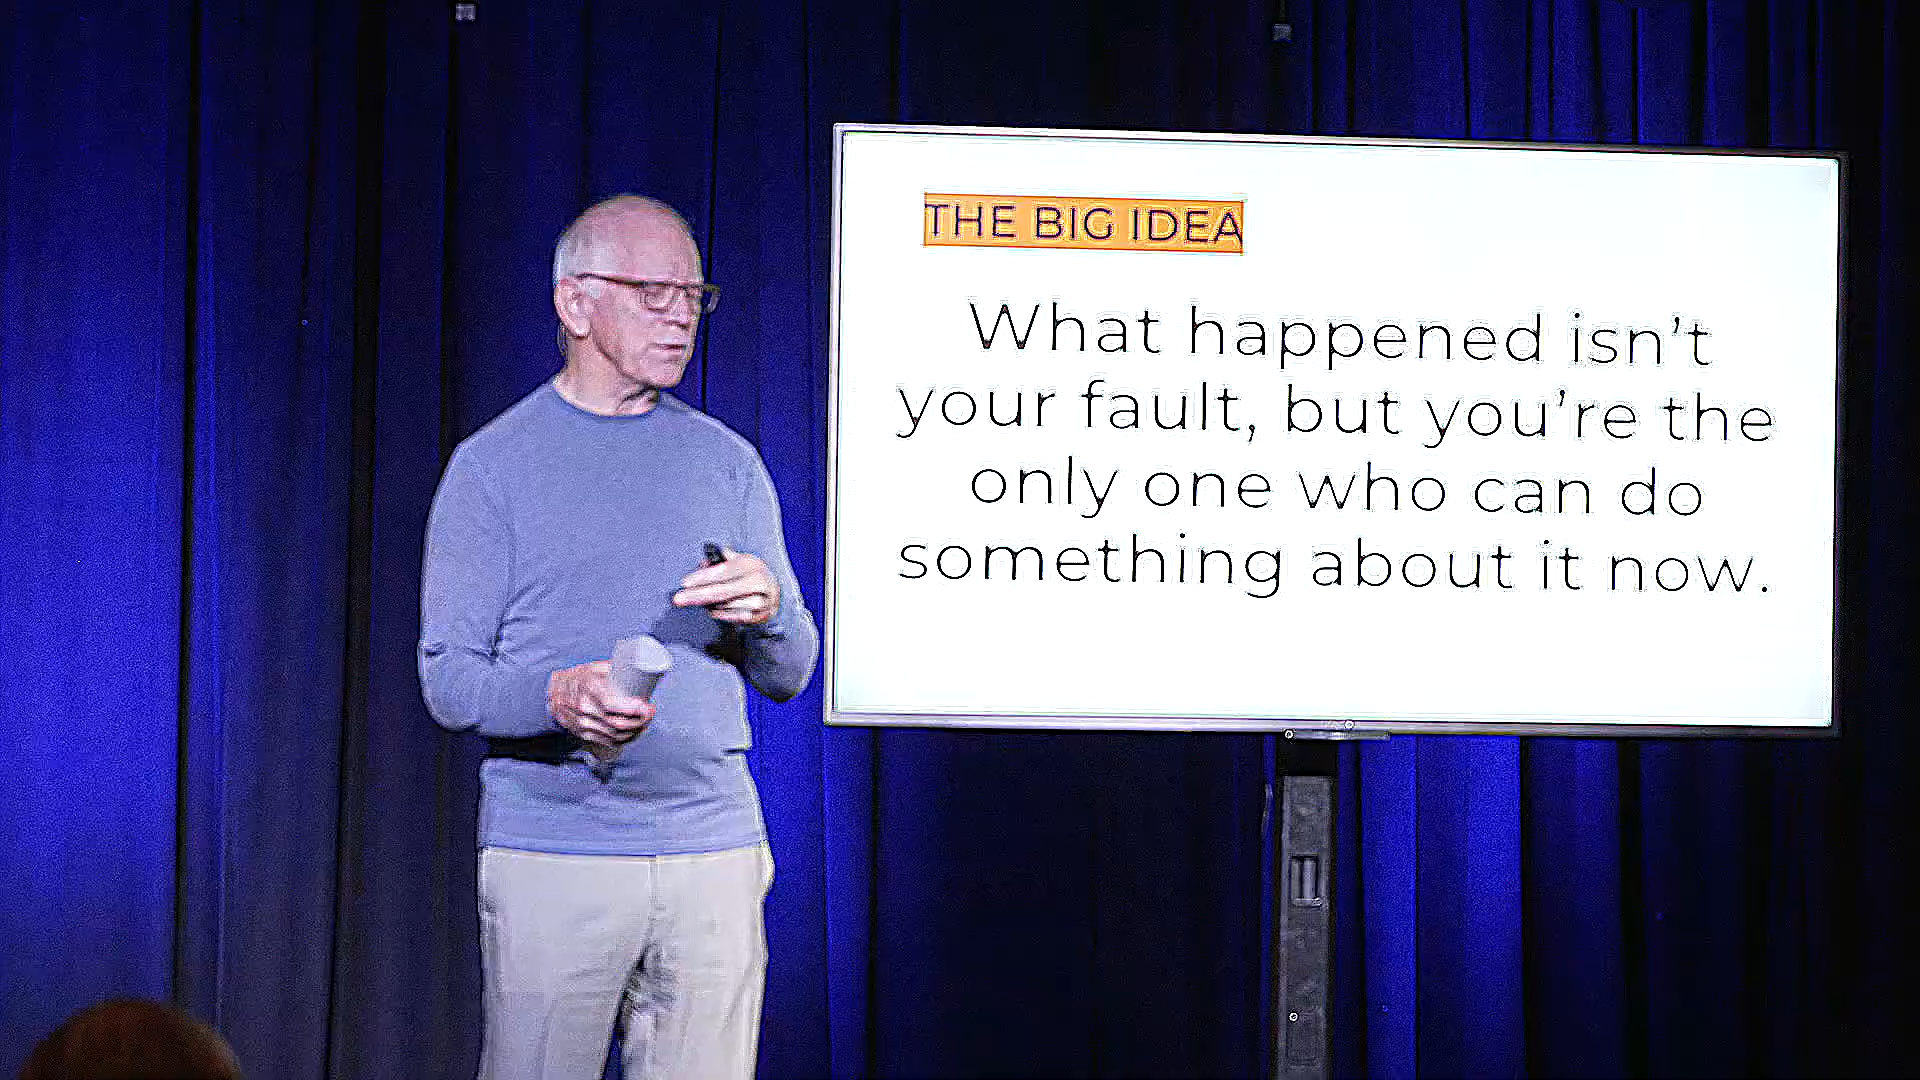 THE BIG IDEA
What happened isn't
your fault, but you're the
only one who can do
something about it now.